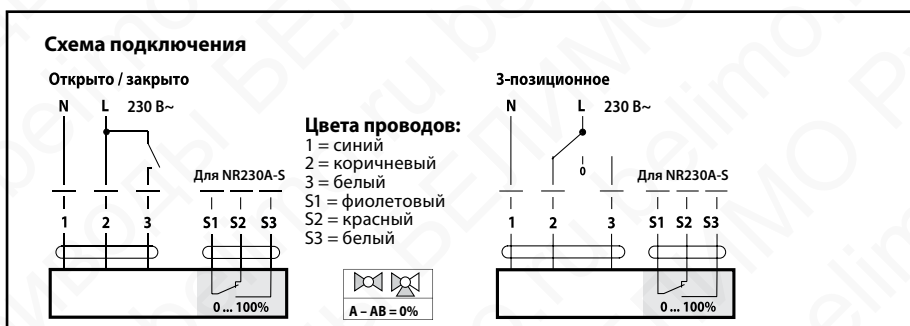 Схема подключения
Открыто / закрыто
N L 230 В~
Для NR230A-S
1 2 3 S1 S2 S3
0 ... 100%
Цвета проводов:
1 = синий
2 = коричневый
3 = белый
S1 = фиолетовый
S2 = красный
S3 = белый
A – AB = 0%
3-позиционное
N L 230 В~
0
Для NR230A-S
1 2 3 S1 S2 S3
0 ... 100%